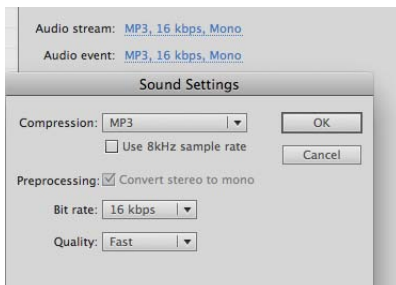 Audio stream: MP3, 16 kbps, Mono
Audio event: MP3, 16 kbps, Mono
Sound Settings
Compression: MP3
OK
Use 8kHz sample rate
Cancel
Preprocessing: Convert stereo to mono
Bit rate: 16 kbps
Quality: Fast